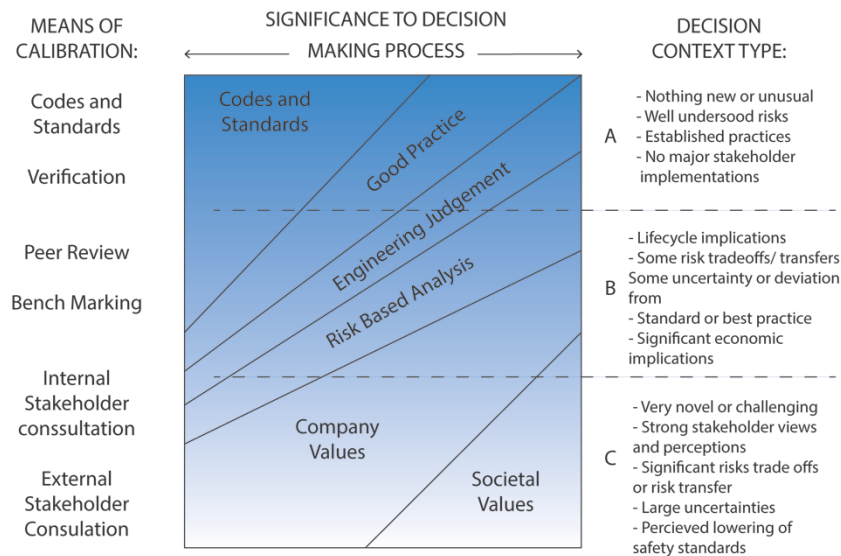 MEANS OF
CALIBRATION:
Codes and
Standards
Verification
Peer Review
Bench Marking
Internal
Stakeholder
conssultation
External
Stakeholder
Consulation
SIGNIFICANCE TO DECISION
MAKING PROCESS
Codes and
Standards
Good Practice
Engineering Judgement
Risk Based Analysis
Company
Values
Societal
Values
DECISION
CONTEXT TYPE:
A
- Nothing new or unusual
- Well undersood risks
- Established practices
- No major stakeholder
implementations
B
- Lifecycle implications
- Some risk tradeoffs/ transfers
Some uncertainty or deviation
from
- Standard or best practice
- Significant economic
implications
C
- Very novel or challenging
- Strong stakeholder views
and perceptions
- Significant risks trade offs
or risk transfer
- Large uncertainties
- Percieved lowering of
safety standards